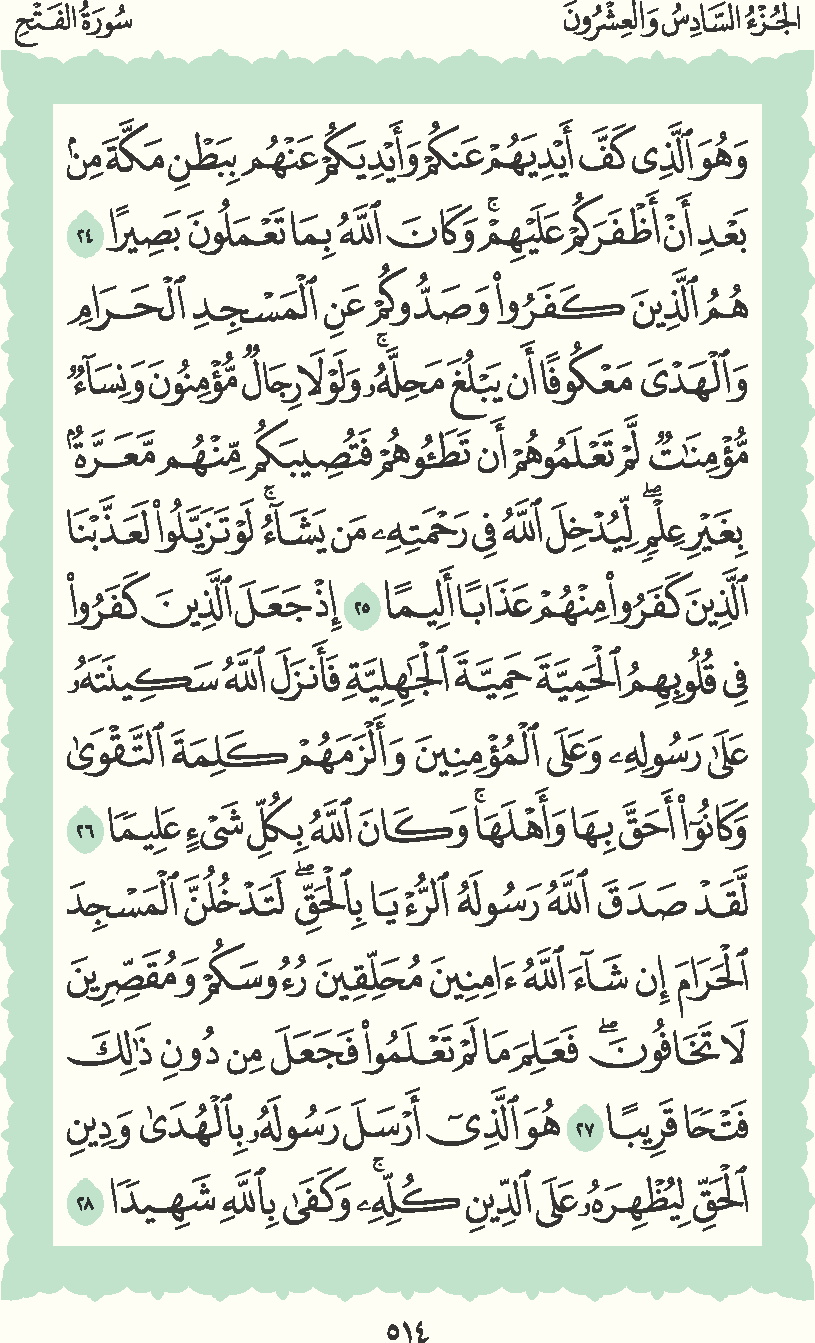 الجُزْءُ السَّادِسُ وَالعِشْرُونَ
سُورَةُ الفَتْحِ
وَهُوَ ٱلَّذِى كَفَّ أَيْدِيَهُمْ عَنكُمْ وَأَيْدِيَكُمْ عَنْهُم بِبَطْنِ مَكَّةَ مِنۢ
بَعْدِ أَنْ أَظْفَرَكُمْ عَلَيْهِمْۚ وَكَانَ ٱللَّهُ بِمَا تَعْمَلُونَ بَصِيرًا ٢٤
هُمُ ٱلَّذِينَ كَفَرُوا۟ وَصَدُّوكُمْ عَنِ ٱلْمَسْجِدِ ٱلْحَرَامِ
وَٱلْهَدْىَ مَعْكُوفًا أَن يَبْلُغَ مَحِلَّهُۥۚ وَلَوْلَا رِجَالٌ مُّؤْمِنُونَ وَنِسَآءٌ
مُّؤْمِنَـٰتٌ لَّمْ تَعْلَمُوهُمْ أَن تَطَـُٔوهُمْ فَتُصِيبَكُم مِّنْهُم مَّعَرَّةٌۢ
بِغَيْرِ عِلْمٍۖ لِّيُدْخِلَ ٱللَّهُ فِى رَحْمَتِهِۦ مَن يَشَآءُۚ لَوْ تَزَيَّلُوا۟ لَعَذَّبْنَا
ٱلَّذِينَ كَفَرُوا۟ مِنْهُمْ عَذَابًا أَلِيمًا ٢٥ إِذْ جَعَلَ ٱلَّذِينَ كَفَرُوا۟
فِى قُلُوبِهِمُ ٱلْحَمِيَّةَ حَمِيَّةَ ٱلْجَـٰهِلِيَّةِ فَأَنزَلَ ٱللَّهُ سَكِينَتَهُۥ
عَلَىٰ رَسُولِهِۦ وَعَلَى ٱلْمُؤْمِنِينَ وَأَلْزَمَهُمْ كَلِمَةَ ٱلتَّقْوَىٰ
وَكَانُوٓا۟ أَحَقَّ بِهَا وَأَهْلَهَاۚ وَكَانَ ٱللَّهُ بِكُلِّ شَىْءٍ عَلِيمًا ٢٦
لَّقَدْ صَدَقَ ٱللَّهُ رَسُولَهُ ٱلرُّءْيَا بِٱلْحَقِّۖ لَتَدْخُلُنَّ ٱلْمَسْجِدَ
ٱلْحَرَامَ إِن شَآءَ ٱللَّهُ ءَامِنِينَ مُحَلِّقِينَ رُءُوسَكُمْ وَمُقَصِّرِينَ
لَا تَخَافُونَۖ فَعَلِمَ مَا لَمْ تَعْلَمُوا۟ فَجَعَلَ مِن دُونِ ذَٰلِكَ
فَتْحًا قَرِيبًا ٢٧ هُوَ ٱلَّذِىٓ أَرْسَلَ رَسُولَهُۥ بِٱلْهُدَىٰ وَدِينِ
ٱلْحَقِّ لِيُظْهِرَهُۥ عَلَى ٱلدِّينِ كُلِّهِۦۚ وَكَفَىٰ بِٱللَّهِ شَهِيدًا ٢٨
٥١٤